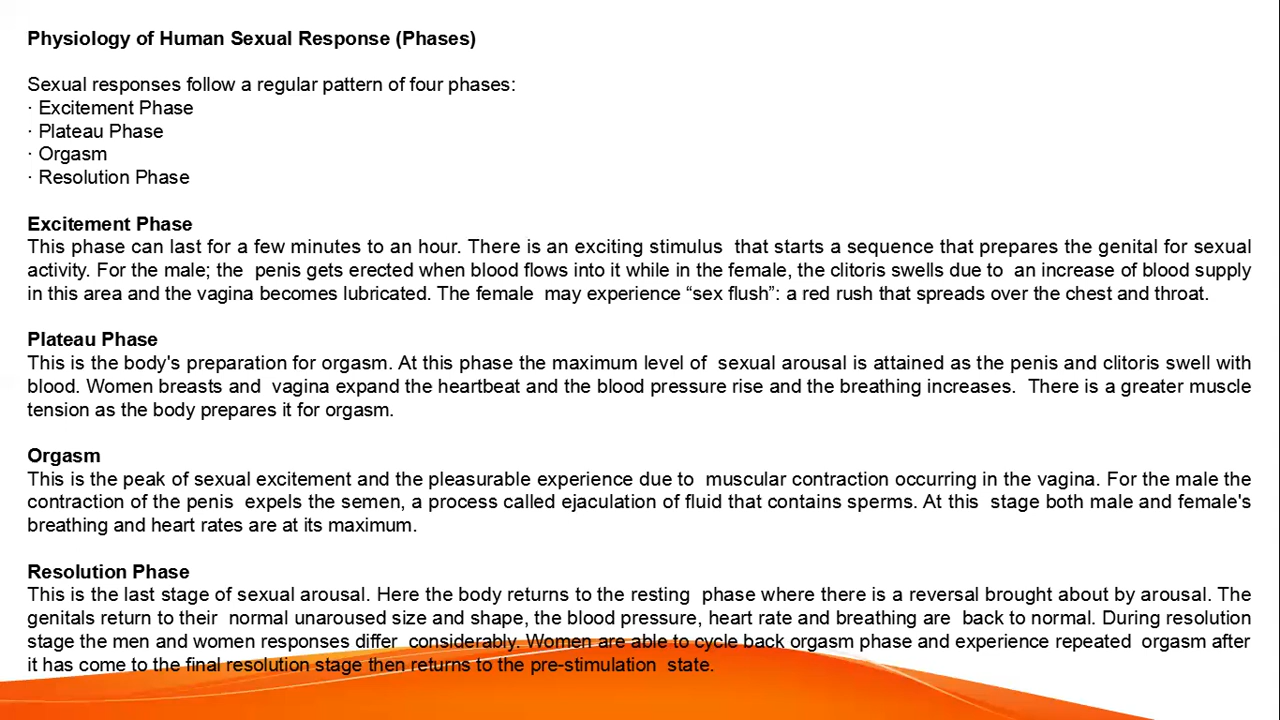 Physiology of Human Sexual Response (Phases)
Sexual responses follow a regular pattern of four phases:
· Excitement Phase
· Plateau Phase
· Orgasm
· Resolution Phase
Excitement Phase
This phase can last for a few minutes to an hour. There is an exciting stimulus that starts a sequence that prepares the genital for sexual
activity. For the male; the penis gets erected when blood flows into it while in the female, the clitoris swells due to an increase of blood supply
in this area and the vagina becomes lubricated. The female may experience “sex flush”: a red rush that spreads over the chest and throat.
Plateau Phase
This is the body's preparation for orgasm. At this phase the maximum level of sexual arousal is attained as the penis and clitoris swell with
blood. Women breasts and vagina expand the heartbeat and the blood pressure rise and the breathing increases. There is a greater muscle
tension as the body prepares it for orgasm.
Orgasm
This is the peak of sexual excitement and the pleasurable experience due to muscular contraction occurring in the vagina. For the male the
contraction of the penis expels the semen, a process called ejaculation of fluid that contains sperms. At this stage both male and female's
breathing and heart rates are at its maximum.
Resolution Phase
This is the last stage of sexual arousal. Here the body returns to the resting phase where there is a reversal brought about by arousal. The
genitals return to their normal unaroused size and shape, the blood pressure, heart rate and breathing are back to normal. During resolution
stage the men and women responses differ considerably. Women are able to cycle back orgasm phase and experience repeated orgasm after
it has come to the final resolution stage then returns to the pre-stimulation state.